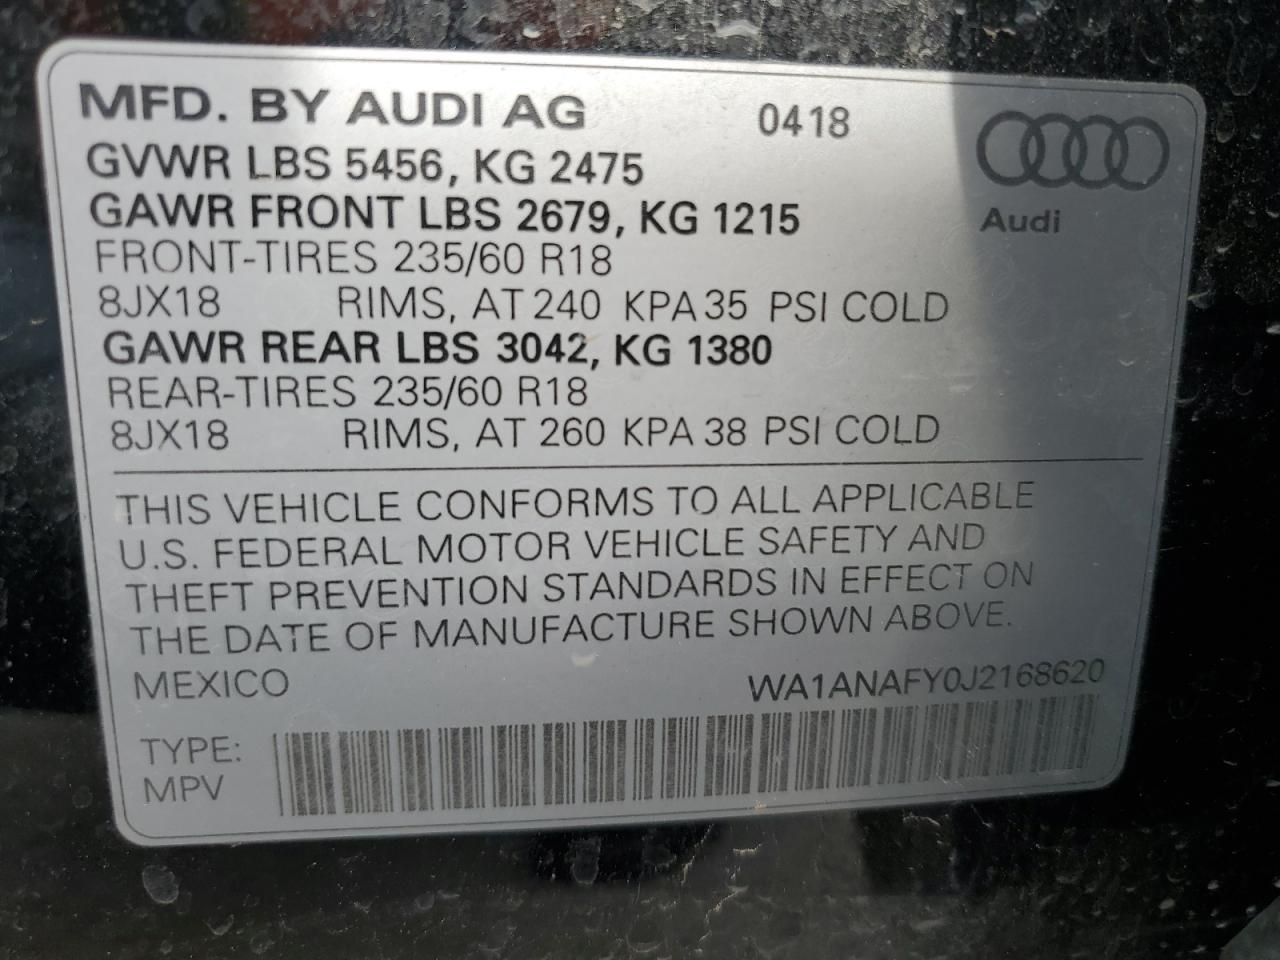 MFD. BY AUDI AG 0418
GVWR LBS 5456, KG 2475
GAWR FRONT LBS 2679, KG 1215
Audi
FRONT-TIRES 235/60 R18
8JX18 RIMS, AT 240 KPA 35 PSI COLD
GAWR REAR LBS 3042, KG 1380
REAR-TIRES 235/60 R18
8JX18 RIMS, AT 260 KPA 38 PSI COLD
THIS VEHICLE CONFORMS TO ALL APPLICABLE
U.S. FEDERAL MOTOR VEHICLE SAFETY AND
THEFT PREVENTION STANDARDS IN EFFECT ON
THE DATE OF MANUFACTURE SHOWN ABOVE.
MEXICO WA1ANAFY0J2168620
TYPE:
MPV